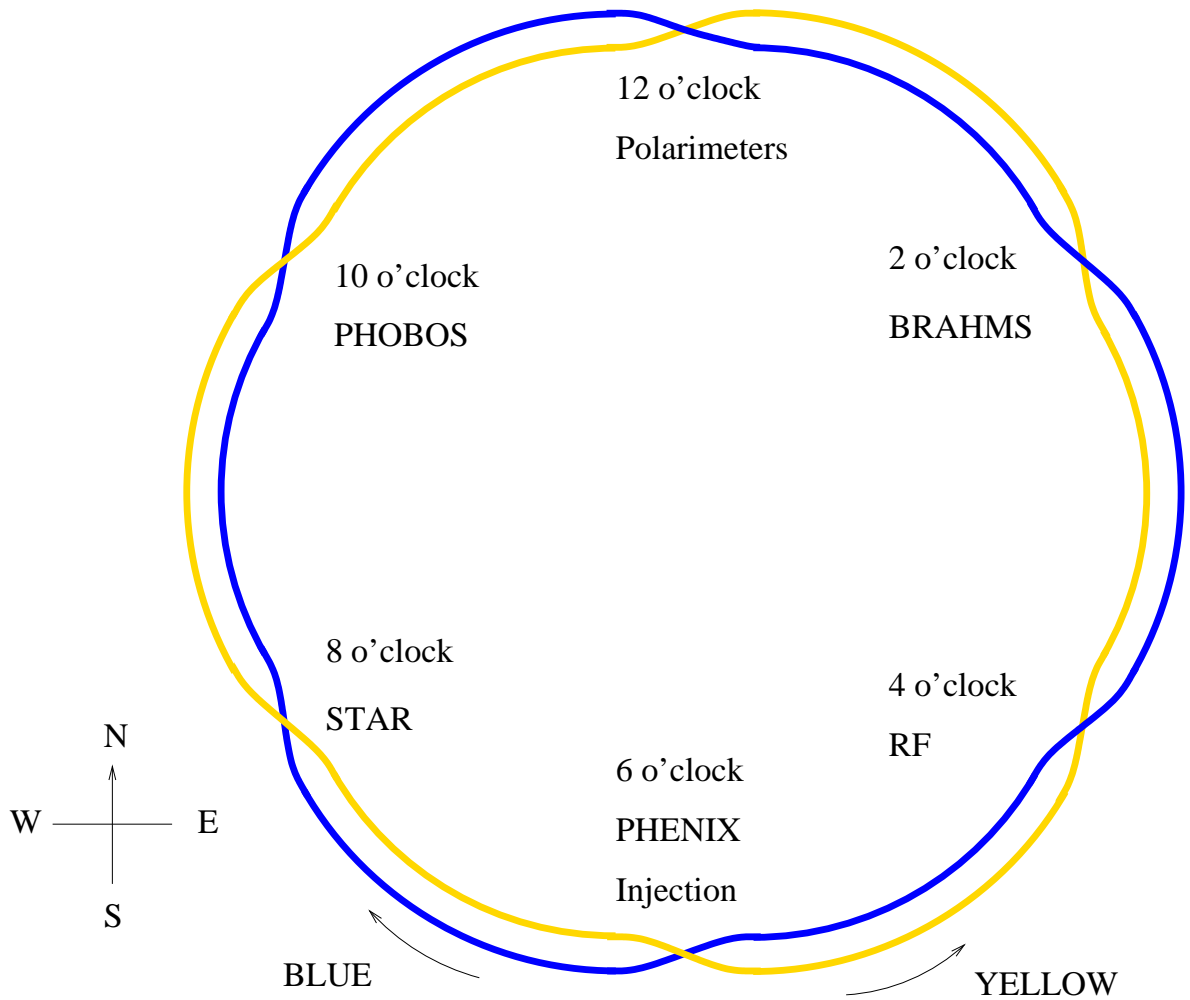 12 o'clock
Polarimeters
10 o'clock
PHOBOS
2 o'clock
BRAHMS
8 o'clock
STAR
4 o'clock
RF
6 o'clock
PHENIX
Injection
N
W
E
S
BLUE
YELLOW